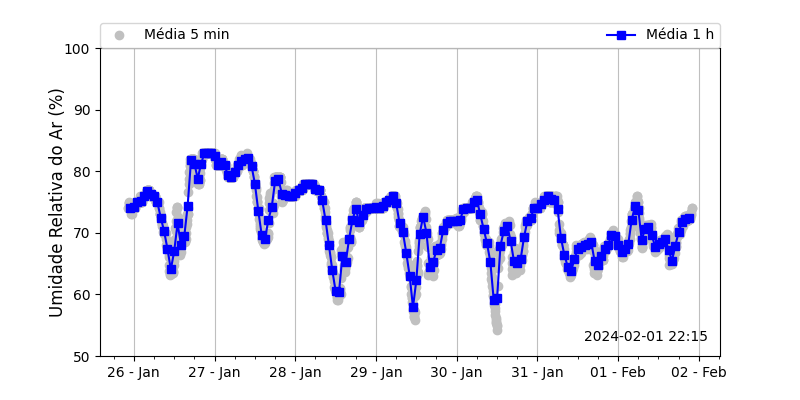 Média 5 min
Média 1 h
Umidade Relativa do Ar (%)
100
90
80
70
60
50
2024-02-01 22:15
26 - Jan
27 - Jan
28 - Jan
29 - Jan
30 - Jan
31 - Jan
01 - Feb
02 - Feb